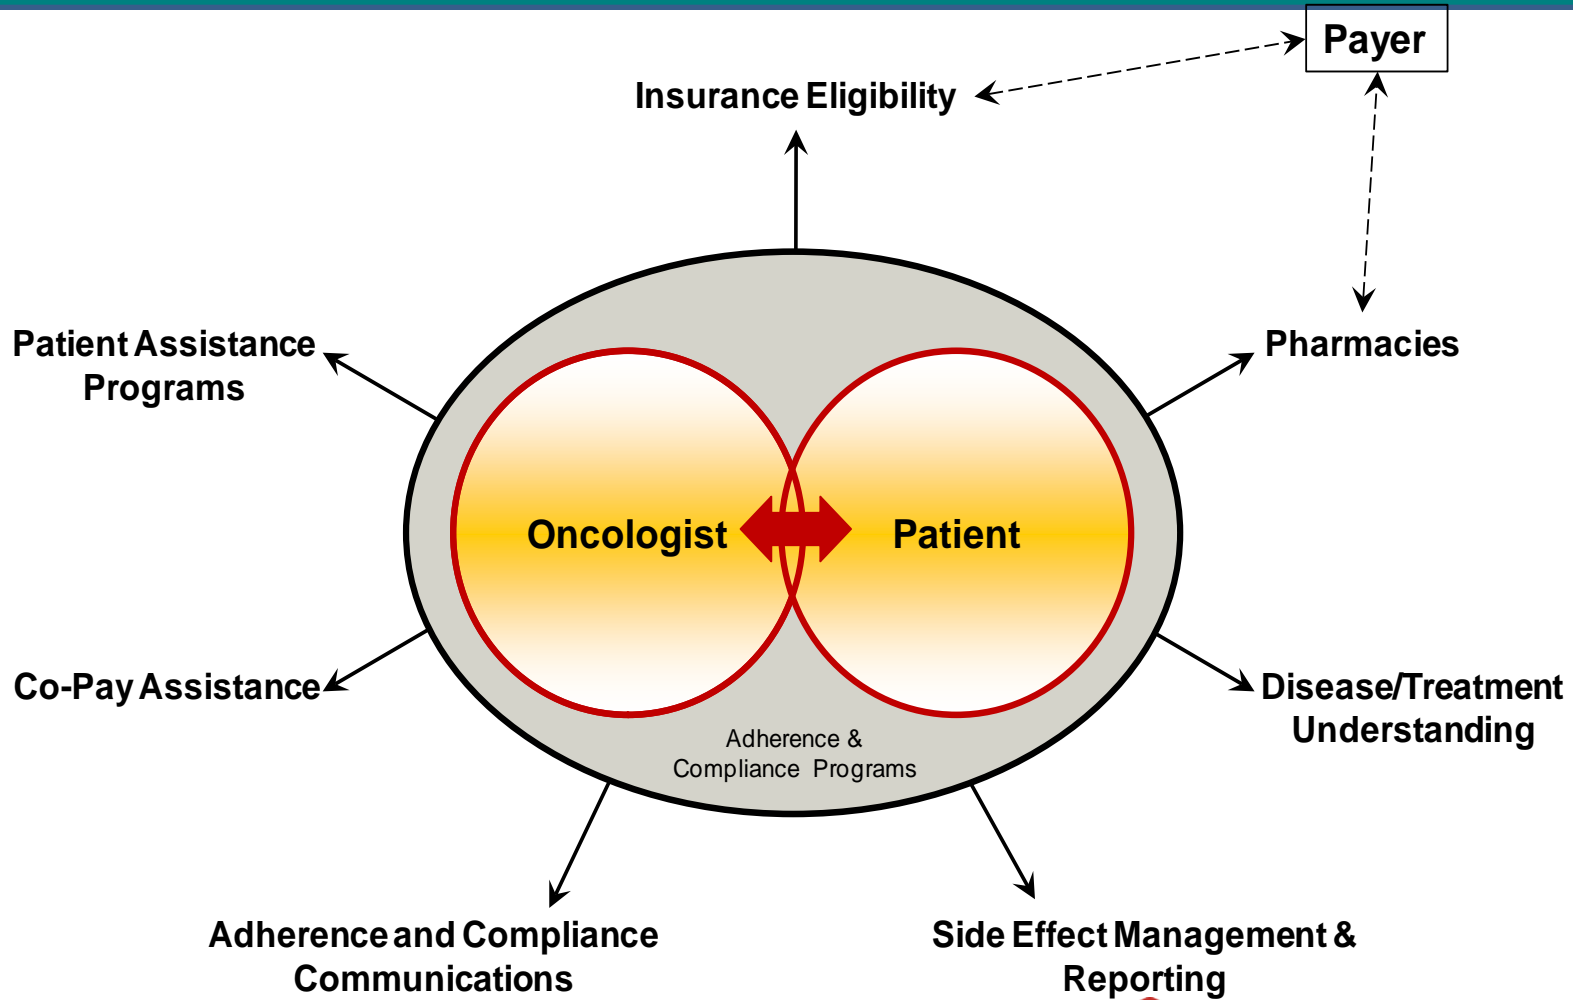 Payer
Insurance Eligibility
Patient Assistance
Programs
Pharmacies
Oncologist
Patient
Co-Pay Assistance
Disease/Treatment
Understanding
Adherence &
Compliance Programs
Adherence and Compliance
Communications
Side Effect Management &
Reporting